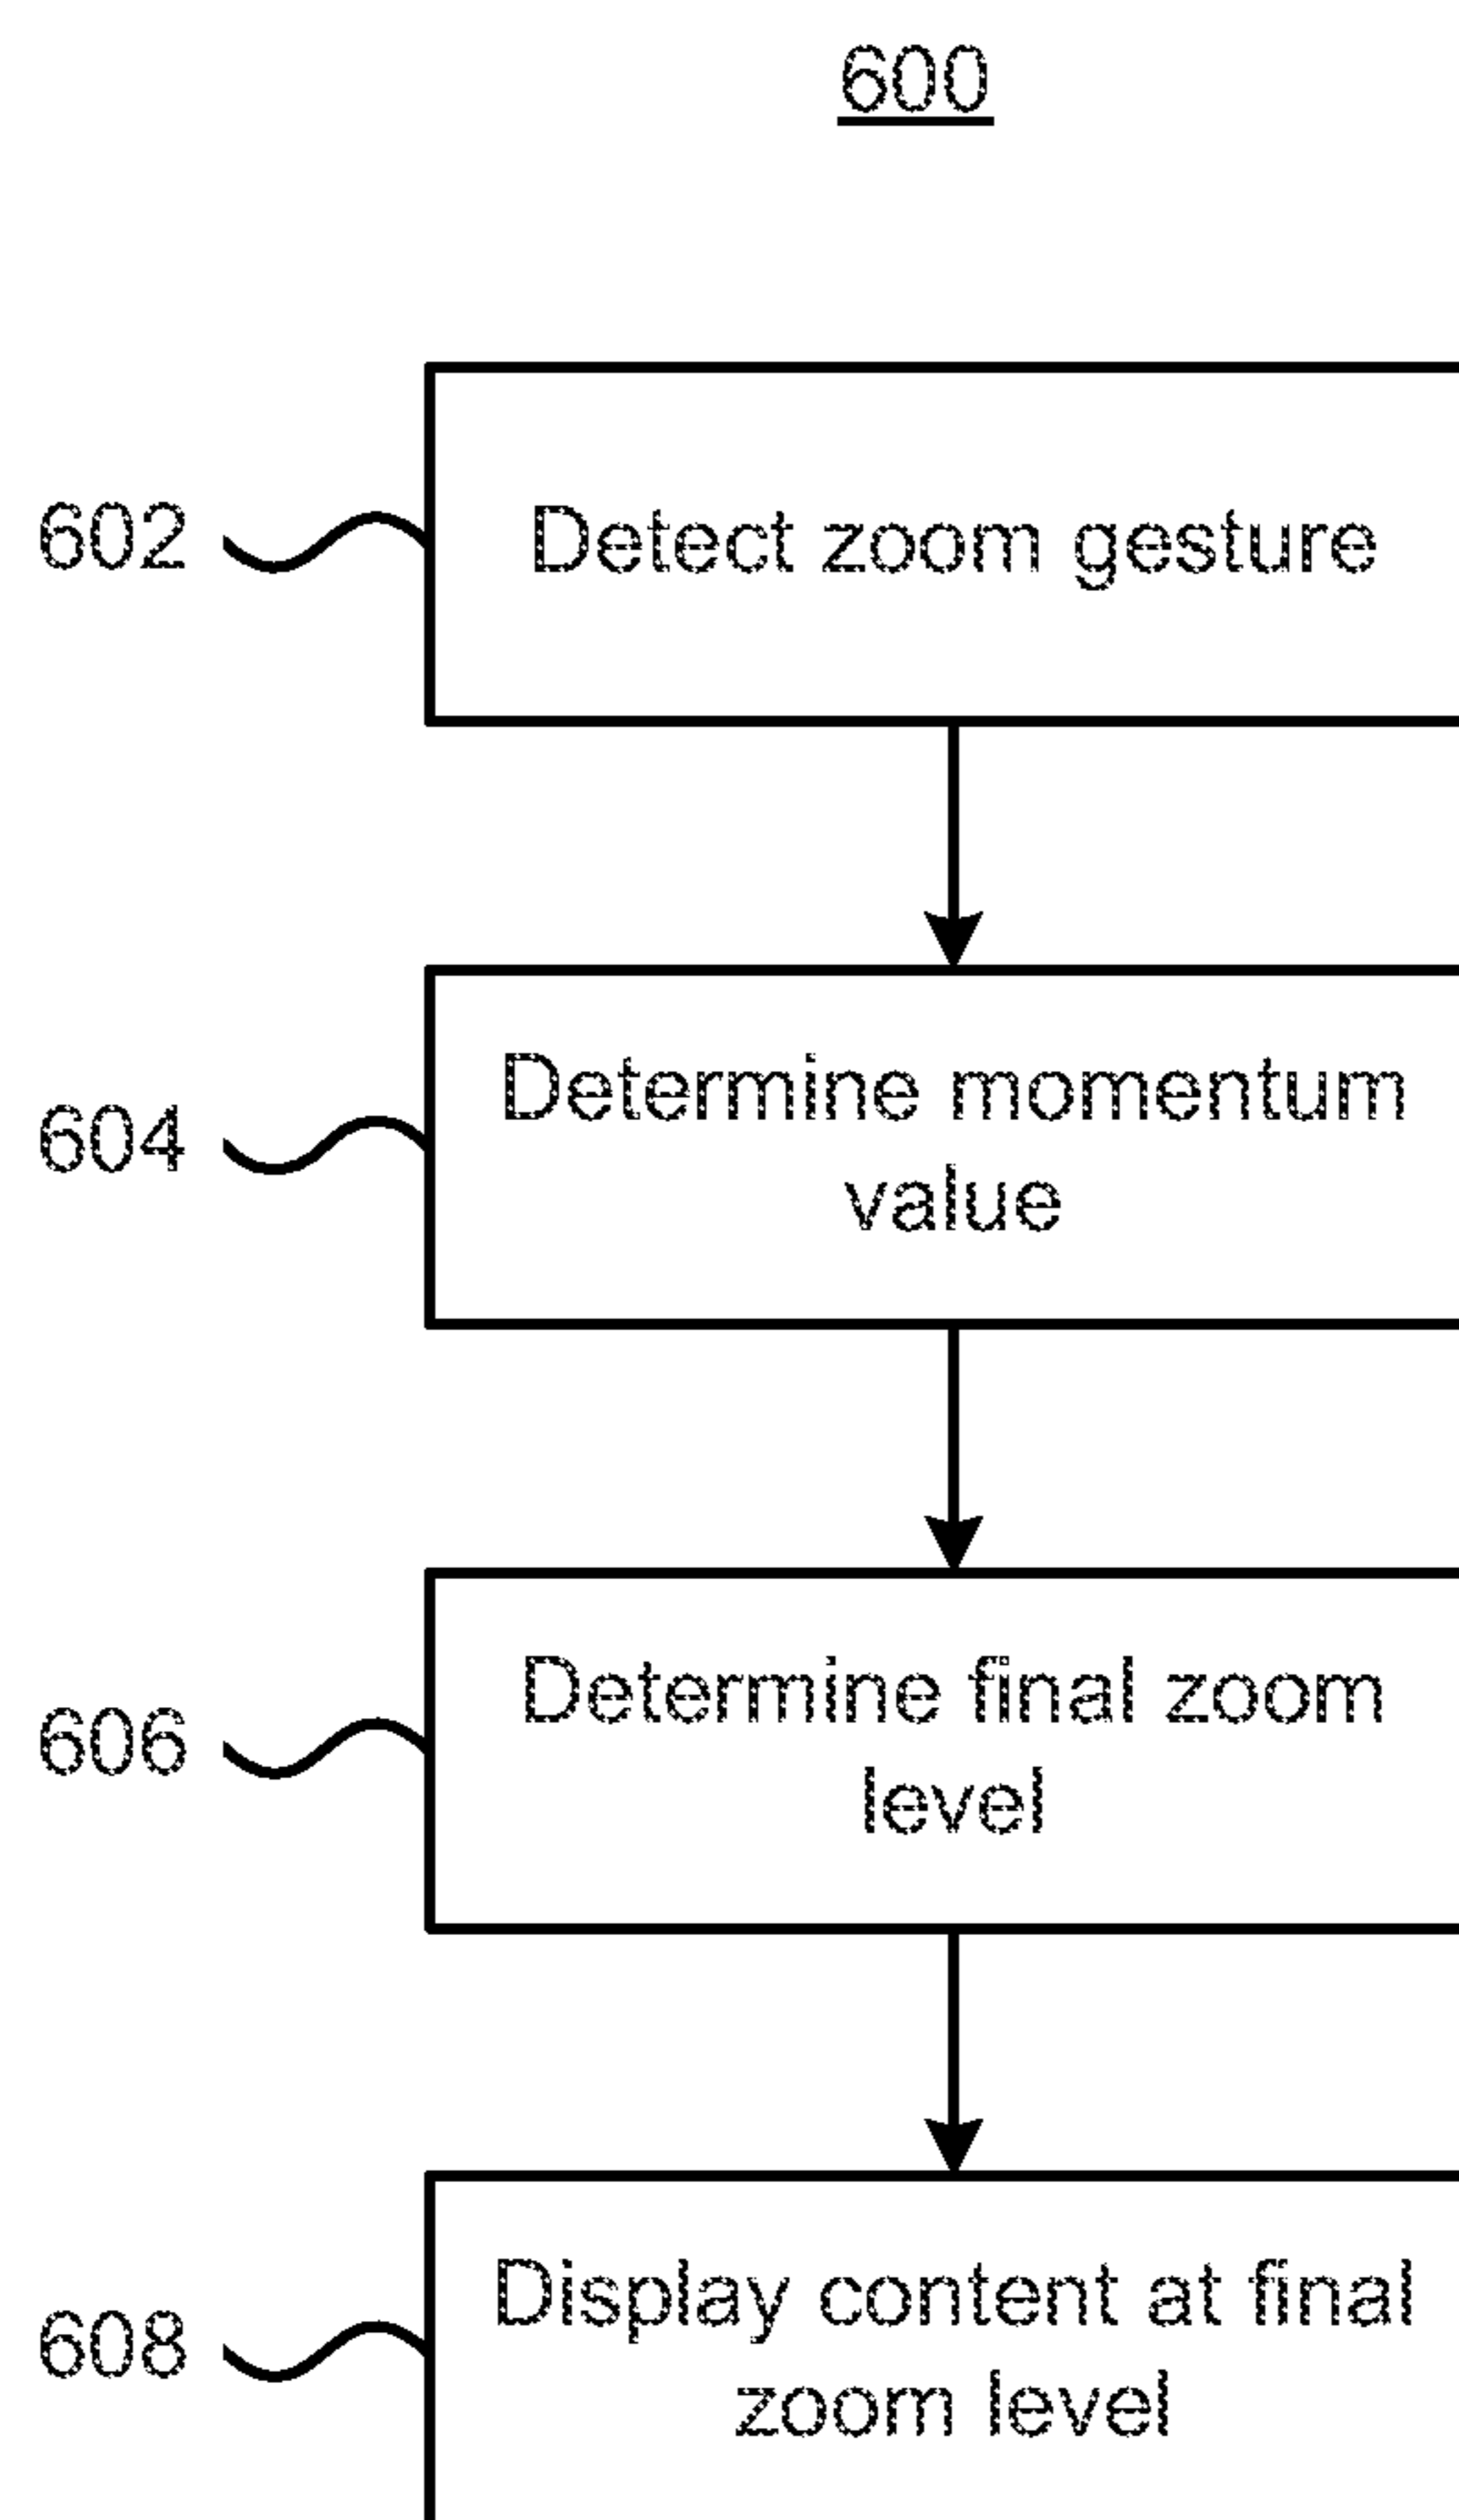 600
602
Detect zoom gesture
604
Determine momentum
value
606
Determine final zoom
level
608
Display content at final
zoom level